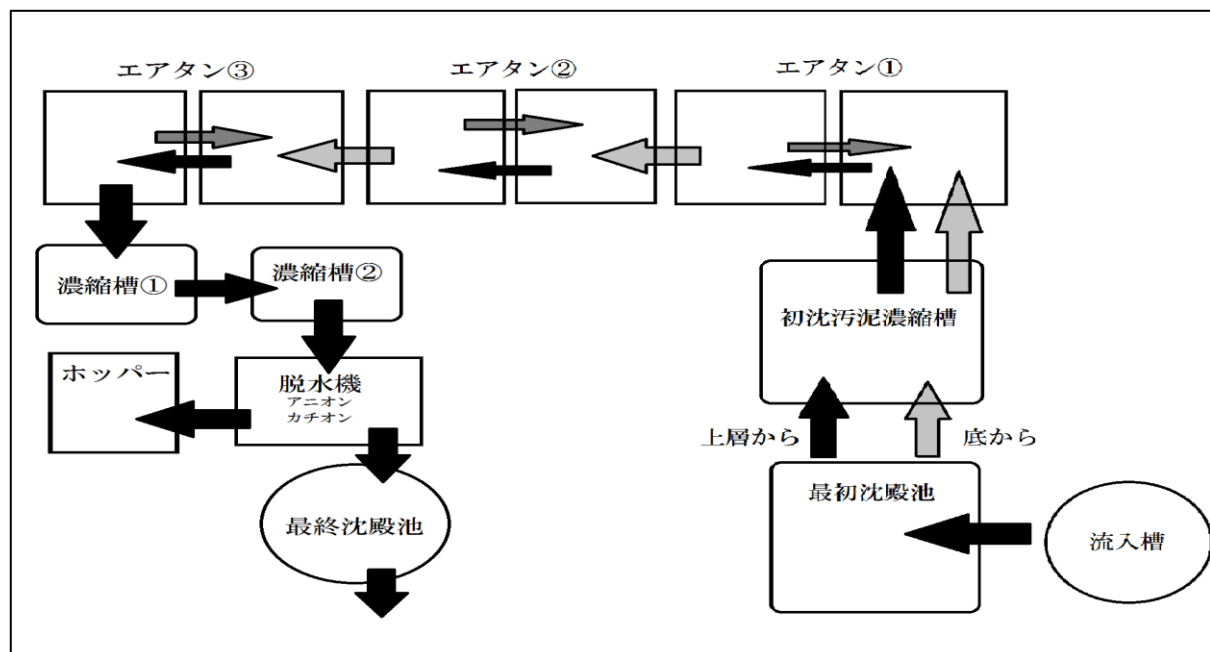 エアタン③
エアタン②
エアタン①
濃縮槽①
濃縮槽②
初沈汚泥濃縮槽
ホッパー
脱水機
アニオン
カチオン
上層から
底から
最終沈殿池
最初沈殿池
流入槽